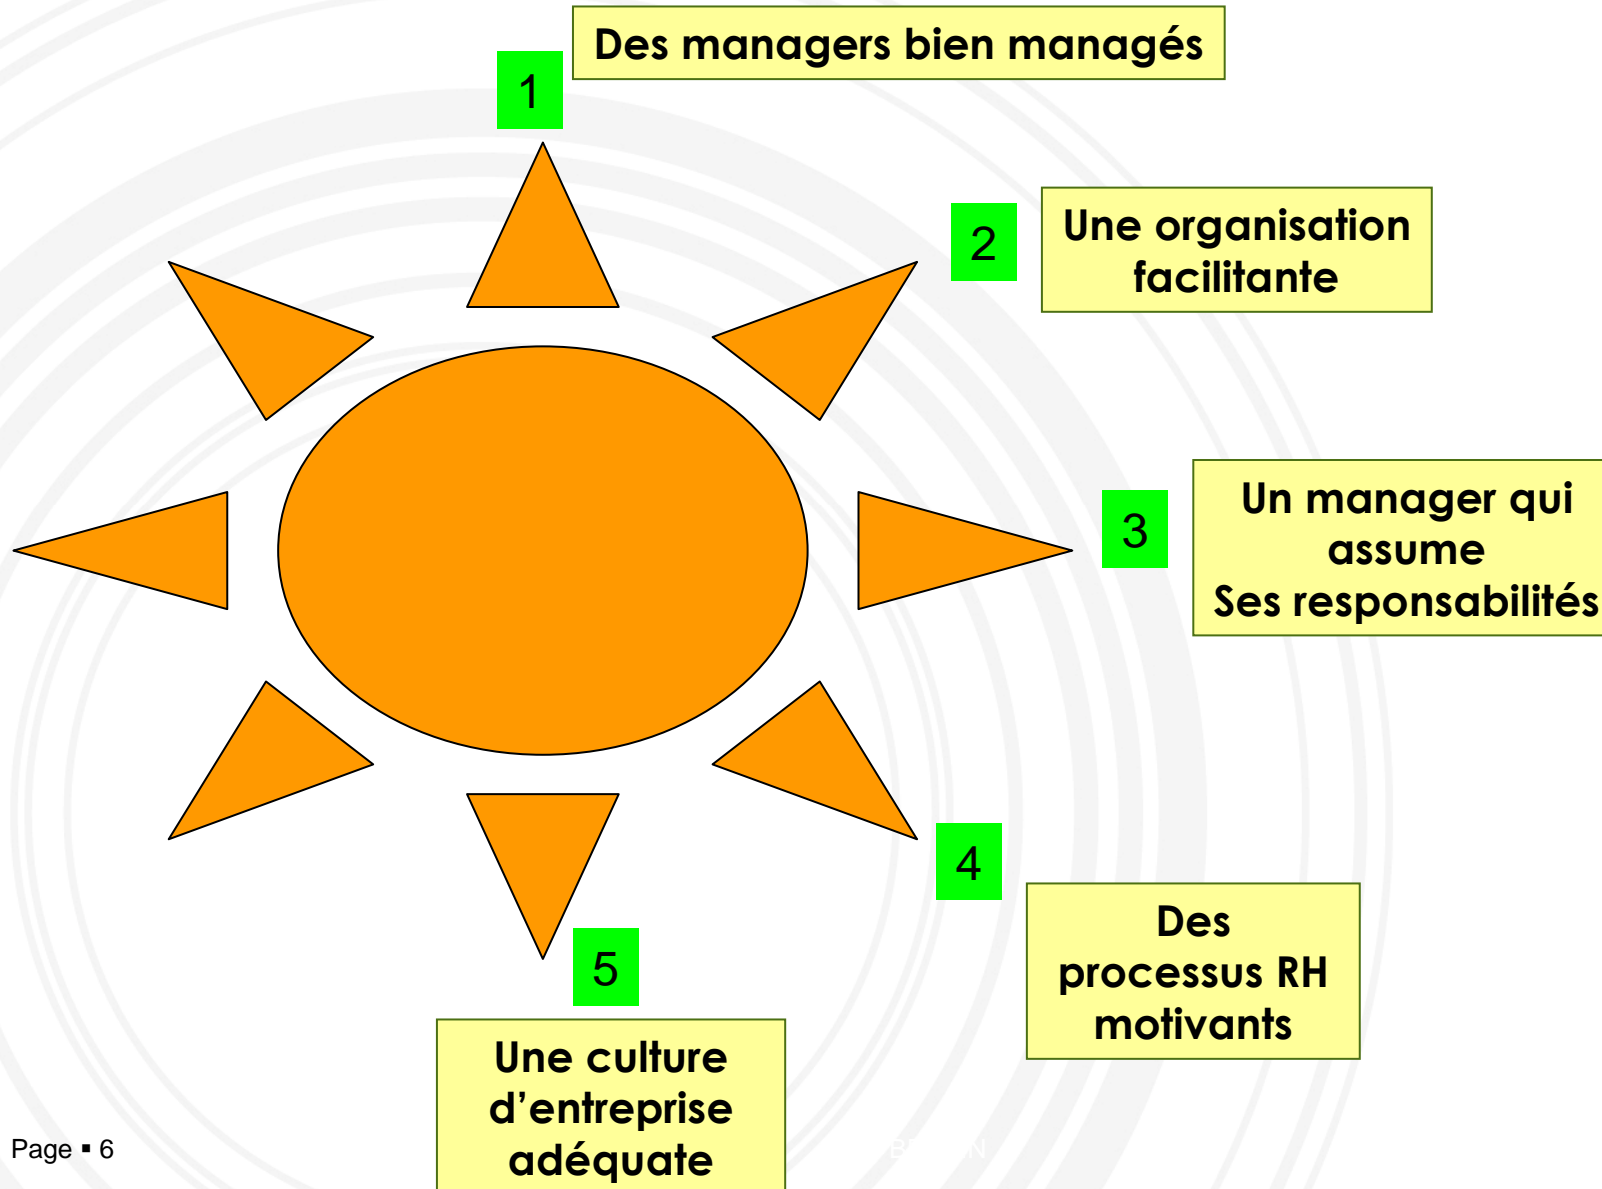 Des managers bien managés
1
2
Une organisation
facilitante
3
Un manager qui
assume
Ses responsabilités
4
Des
processus RH
motivants
5
Une culture
d’entreprise
adéquate
Page ▪ 6